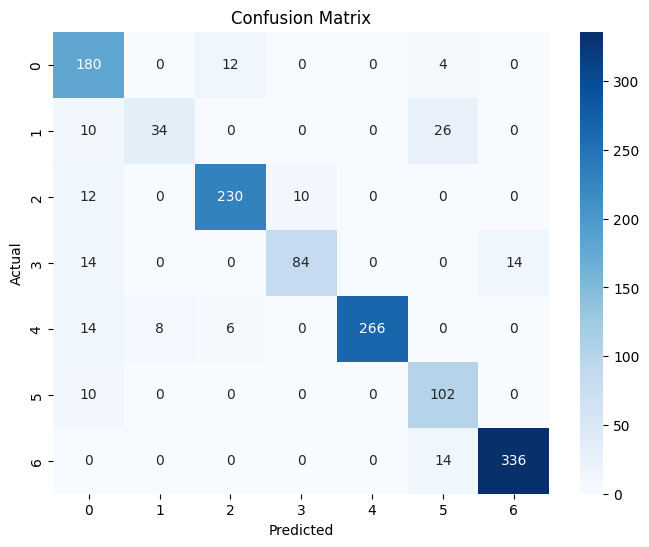 Confusion Matrix
0 180 0 12 0 0 4 0
1 10 34 0 0 0 26 0
2 12 0 230 10 0 0 0
3 14 0 0 84 0 0 14
4 14 8 6 0 266 0 0
5 10 0 0 0 0 102 0
6 0 0 0 0 0 14 336
0 1 2 3 4 5 6
Predicted
Actual
300
250
200
150
100
50
0